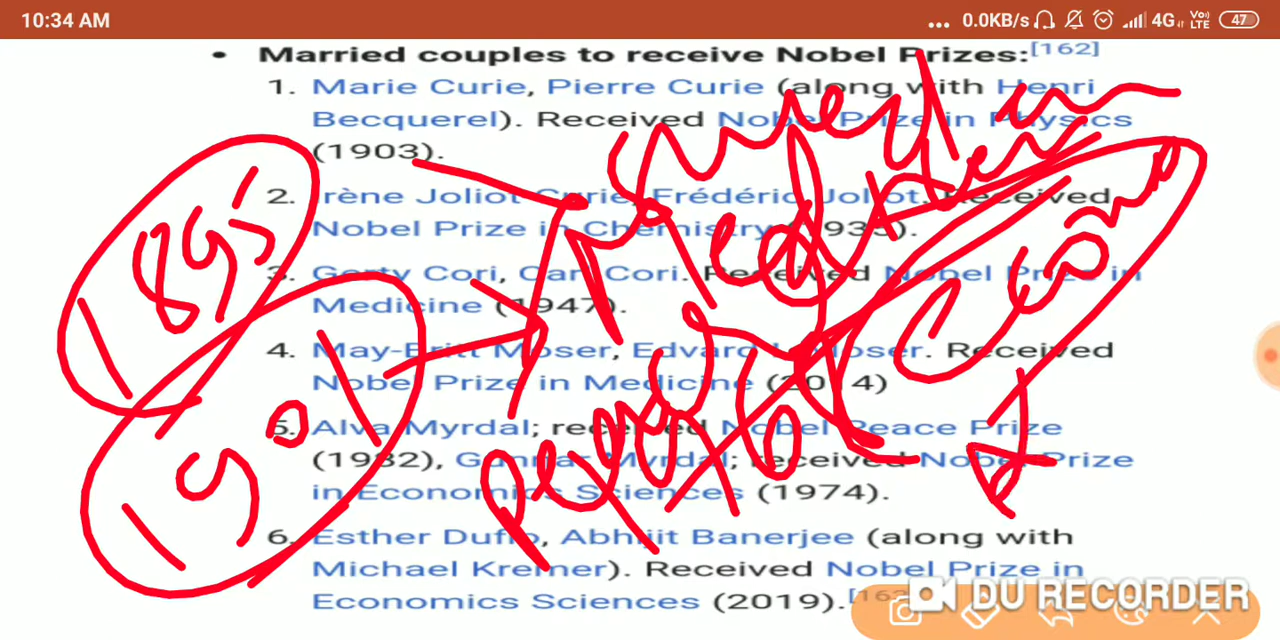 10:34 AM ... 0.0KB/s 4G VoLTE 47
• Married couples to receive Nobel Prizes:[162]
1. Marie Curie, Pierre Curie (along with Henri
Becquerel). Received Nobel Prize in Physics
(1903).
2. Irène Joliot-Curie, Frédéric Joliot. Received
Nobel Prize in Chemistry (1935).
3. Gerty Cori, Carl Cori. Received Nobel Prize in
Medicine (1947).
4. May-Britt Moser, Edvard I. Moser. Received
Nobel Prize in Medicine (2014)
5. Alva Myrdal; received Nobel Peace Prize
(1982), Gunnar Myrdal; received Nobel Prize
in Economics Sciences (1974).
6. Esther Duflo, Abhijit Banerjee (along with
Michael Kremer). Received Nobel Prize in
Economics Sciences (2019).[163]
1895
1901
DU RECORDER